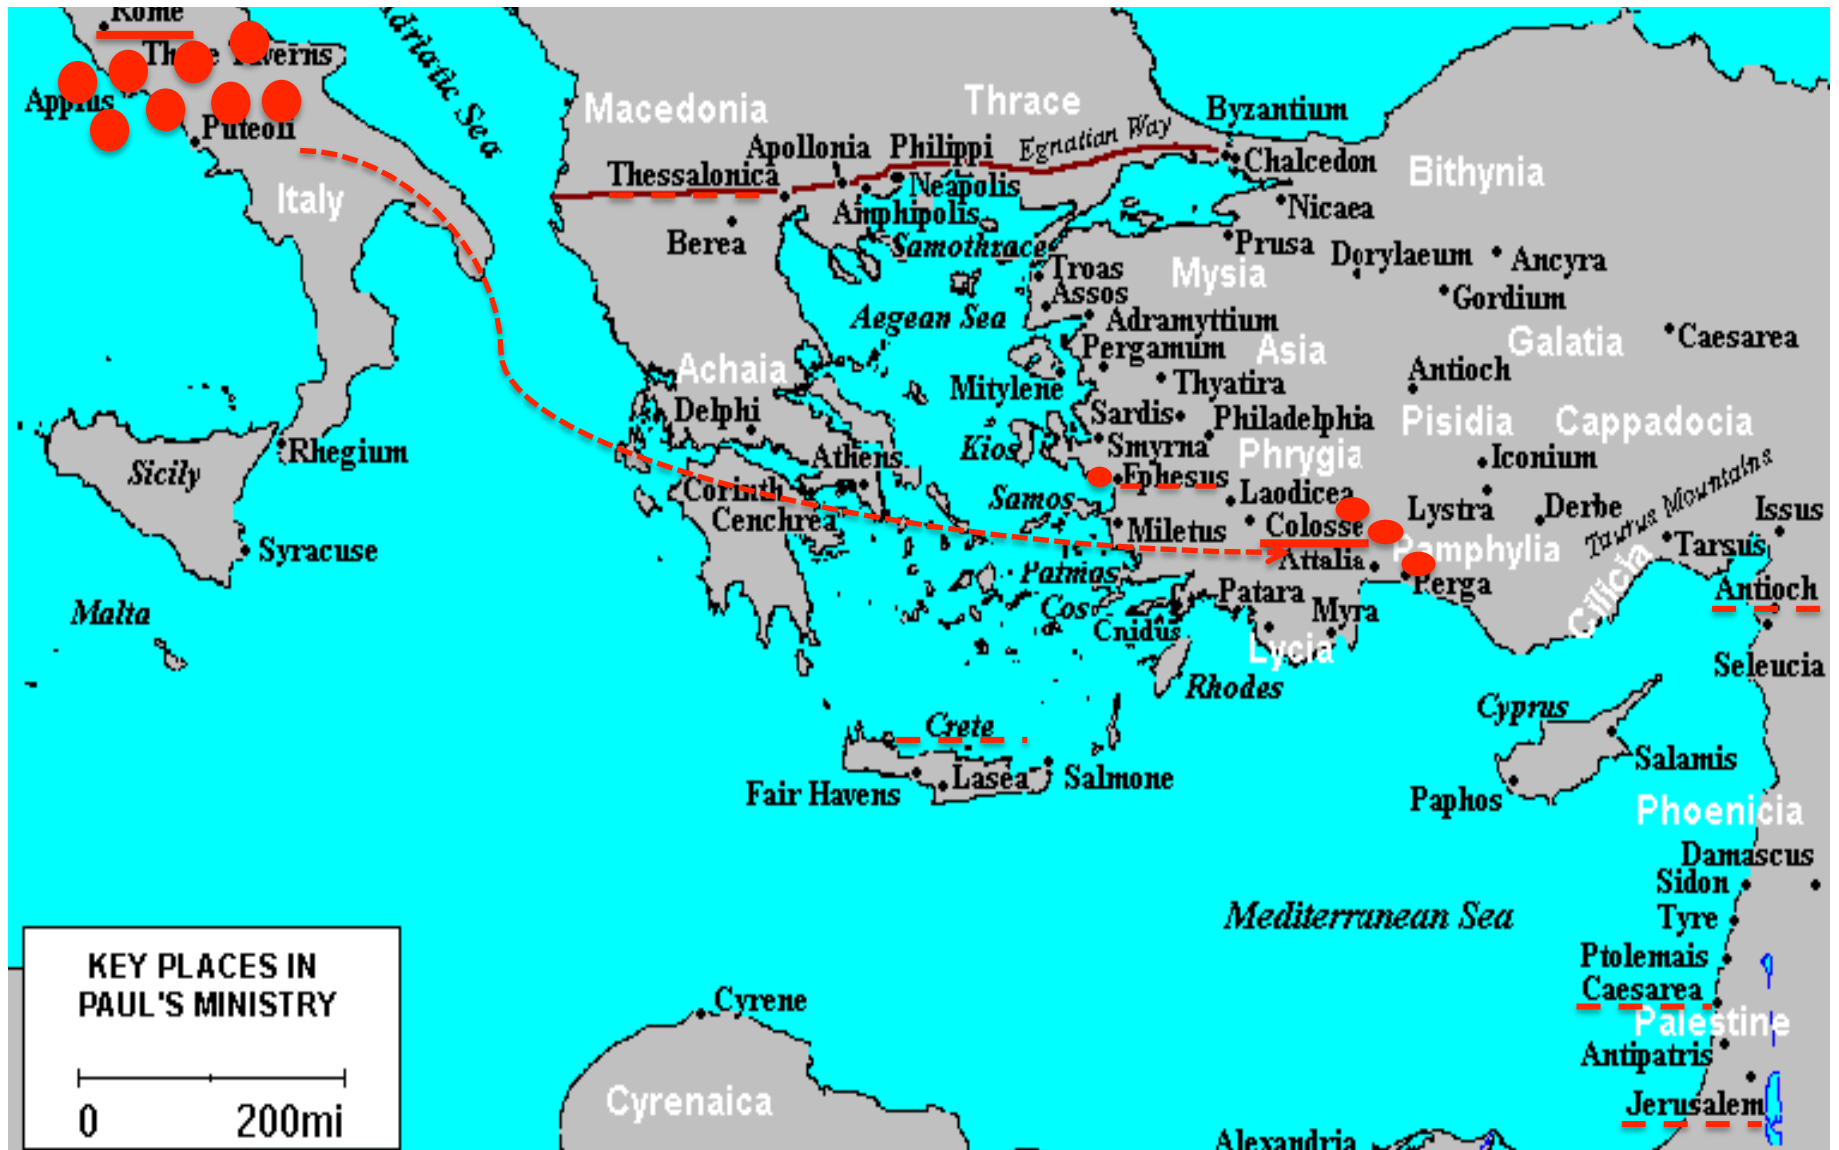 Rome
Three Taverns
Appius
Puteoli
Italy
Adriatic Sea
Macedonia
Thrace
Byzantium
Egnatian Way
Apollonia
Philippi
Chalcedon
Bithynia
Thessalonica
Neapolis
Amphipolis
Nicaea
Berea
Samothrace
Prusa
Dorylaeum
Ancyra
Troas
Mysia
Assos
Gordium
Aegean Sea
Adramyttium
Caesarea
Galatia
Pergamum
Asia
Achaia
Antioch
Mitylene
Thyatira
Delphi
Sardis
Philadelphia
Pisidia
Cappadocia
Rhegium
Sicily
Kios
Smyrna
Phrygia
Iconium
Athens
Ephesus
Taurus Mountains
Corinth
Samos
Laodicea
Lystra
Derbe
Issus
Cenchrea
Miletus
Colosse
Syracuse
Pamphylia
Tarsus
Attalia
Patmos
Perga
Cilicia
Antioch
Malta
Cos
Patara
Myra
Cnidus
Lycia
Seleucia
Rhodes
Cyprus
Crete
Salamis
Lasea
Salmone
Fair Havens
Paphos
Phoenicia
Damascus
Sidon
Mediterranean Sea
Tyre
Ptolemais
Caesarea
Palestine
Antipatris
Jerusalem
Cyrene
Cyrenaica
Alexandria
KEY PLACES IN
PAUL'S MINISTRY
0 200mi